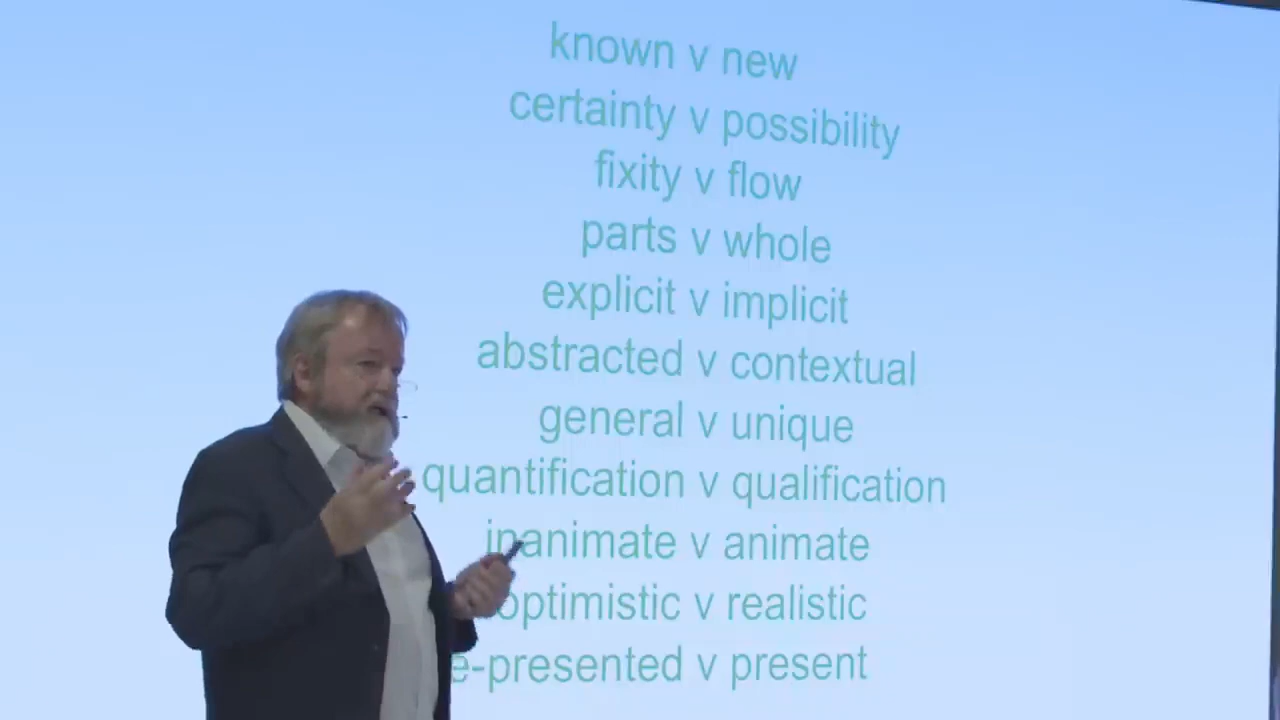 known v new
certainty v possibility
fixity v flow
parts v whole
explicit v implicit
abstracted v contextual
general v unique
quantification v qualification
inanimate v animate
optimistic v realistic
e-presented v present